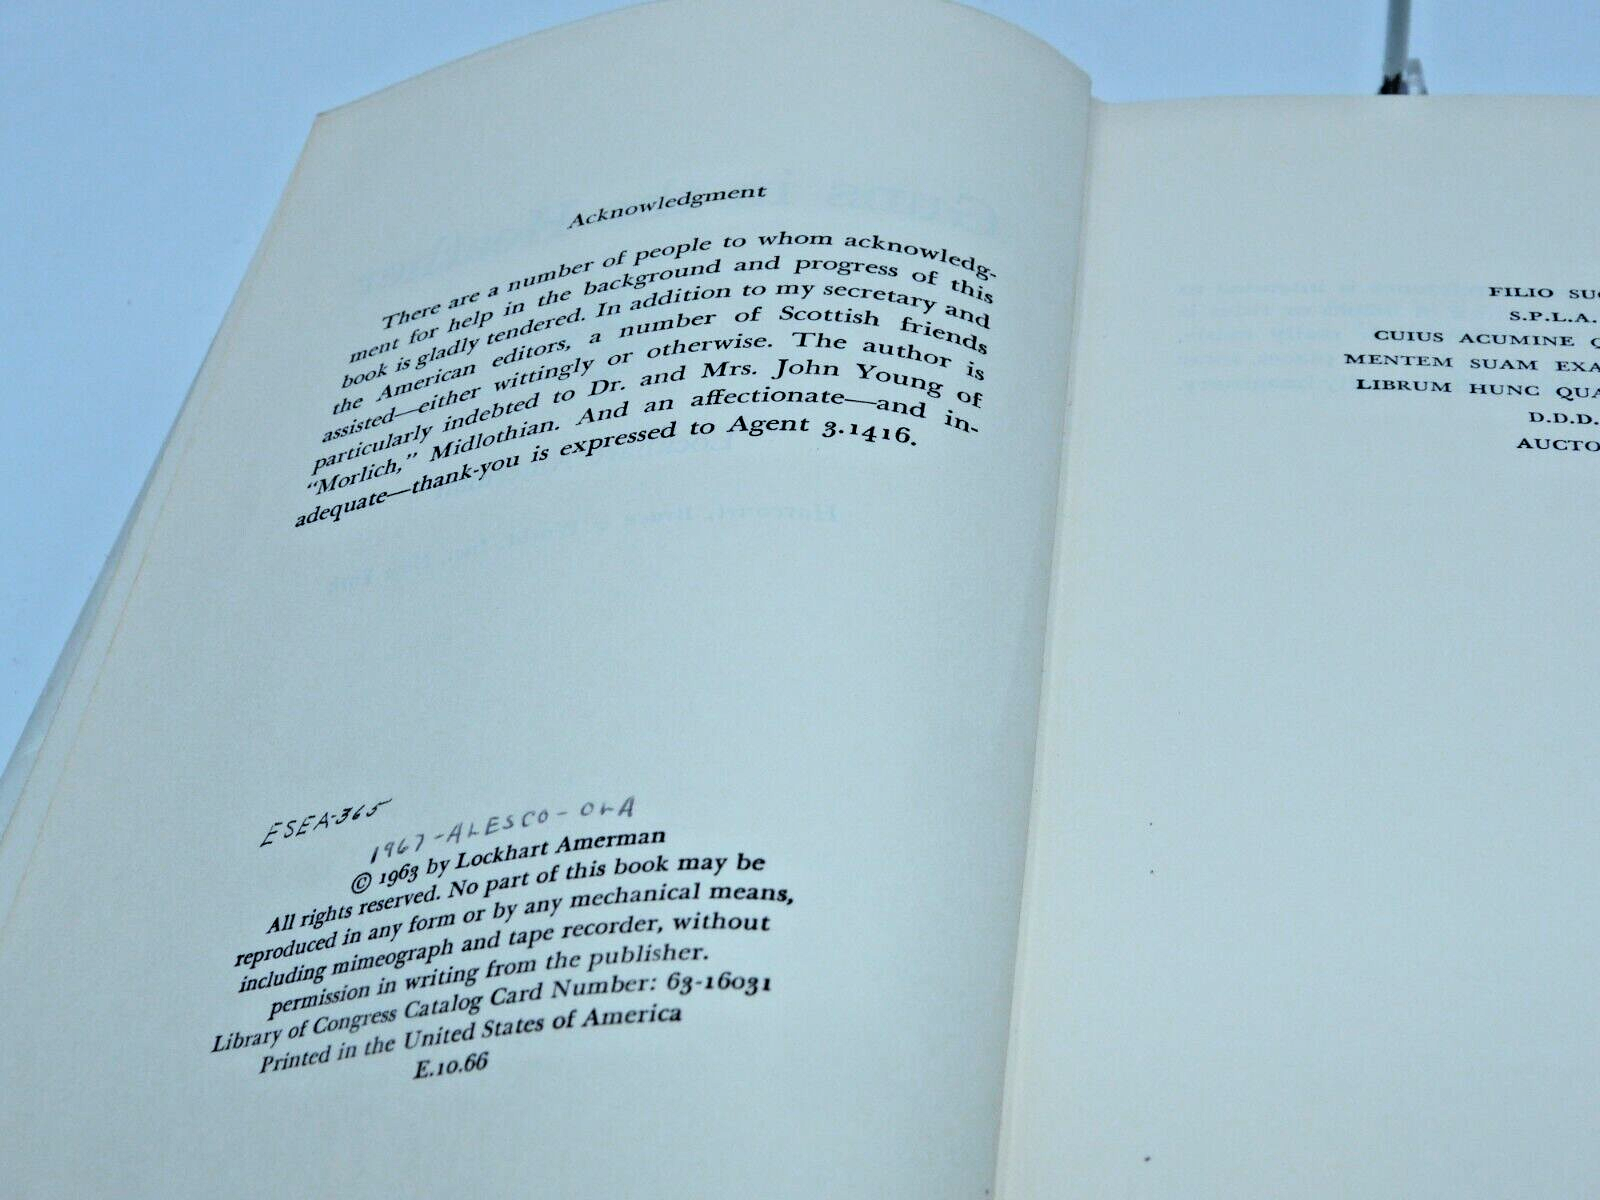 Acknowledgment
There are a number of people to whom acknowledg-
ment for help in the background and progress of this
book is gladly tendered. In addition to my secretary and
the American editors, a number of Scottish friends
assisted—either wittingly or otherwise. The author is
particularly indebted to Dr. and Mrs. John Young of
"Morlich," Midlothian. And an affectionate—and in-
adequate—thank-you is expressed to Agent 3.1416.
ESEA-365
1967-ALESCO-OLA
© 1963 by Lockhart Amerman
All rights reserved. No part of this book may be
reproduced in any form or by any mechanical means,
including mimeograph and tape recorder, without
permission in writing from the publisher.
Library of Congress Catalog Card Number: 63-16031
Printed in the United States of America
E.10.66
FILIO
S.P.L.A.
CUIUS ACUMINE
MENTEM SUAM
LIBRUM HUNC
D.D.D.